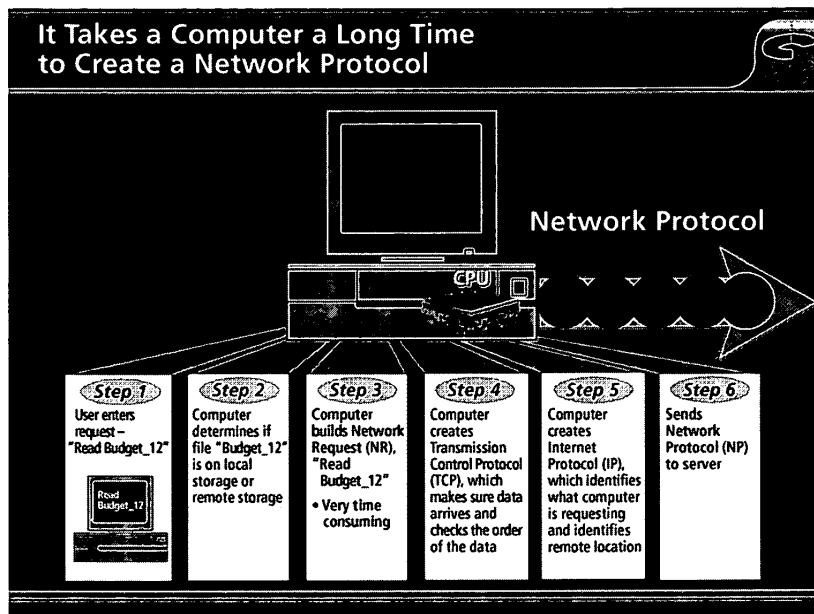 It Takes a Computer a Long Time
to Create a Network Protocol
CPU
Network Protocol
Step 1
User enters
request –
"Read Budget_12"
Read
Budget_12
Step 2
Computer
determines if
file "Budget_12"
is on local
storage or
remote storage
Step 3
Computer
builds Network
Request (NR),
"Read
Budget_12"
• Very time
consuming
Step 4
Computer
creates
Transmission
Control Protocol
(TCP), which
makes sure data
arrives and
checks the order
of the data
Step 5
Computer
creates
Internet
Protocol (IP),
which identifies
what computer
is requesting
and identifies
remote location
Step 6
Sends
Network
Protocol (NP)
to server